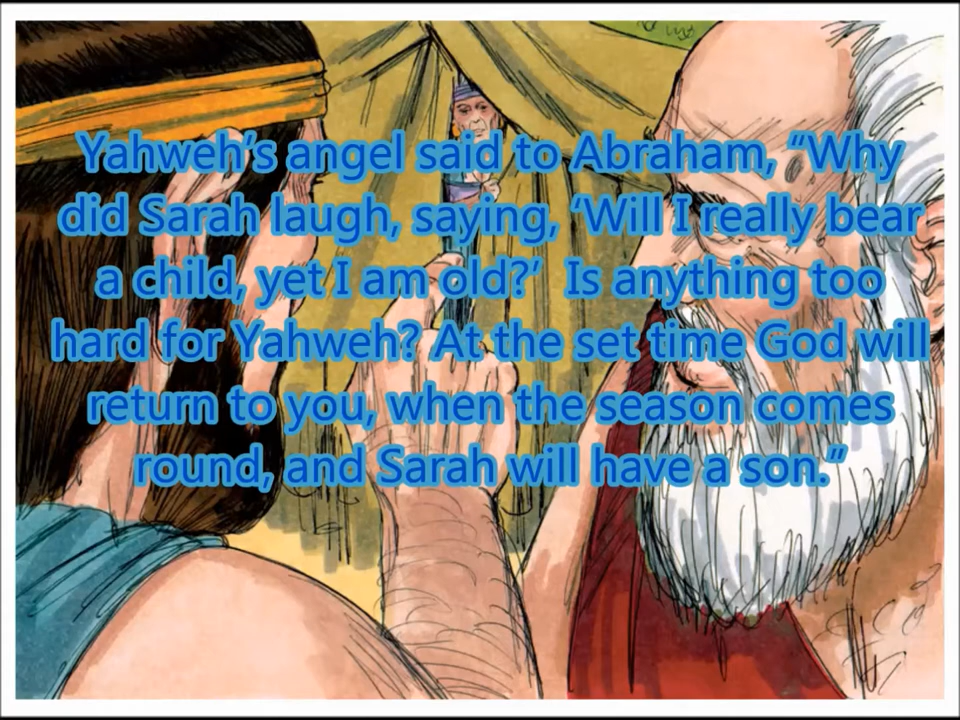 Yahweh’s angel said to Abraham, “Why
did Sarah laugh, saying, ‘Will I really bear
a child, yet I am old?’ Is anything too
hard for Yahweh? At the set time God will
return to you, when the season comes
round, and Sarah will have a son.”